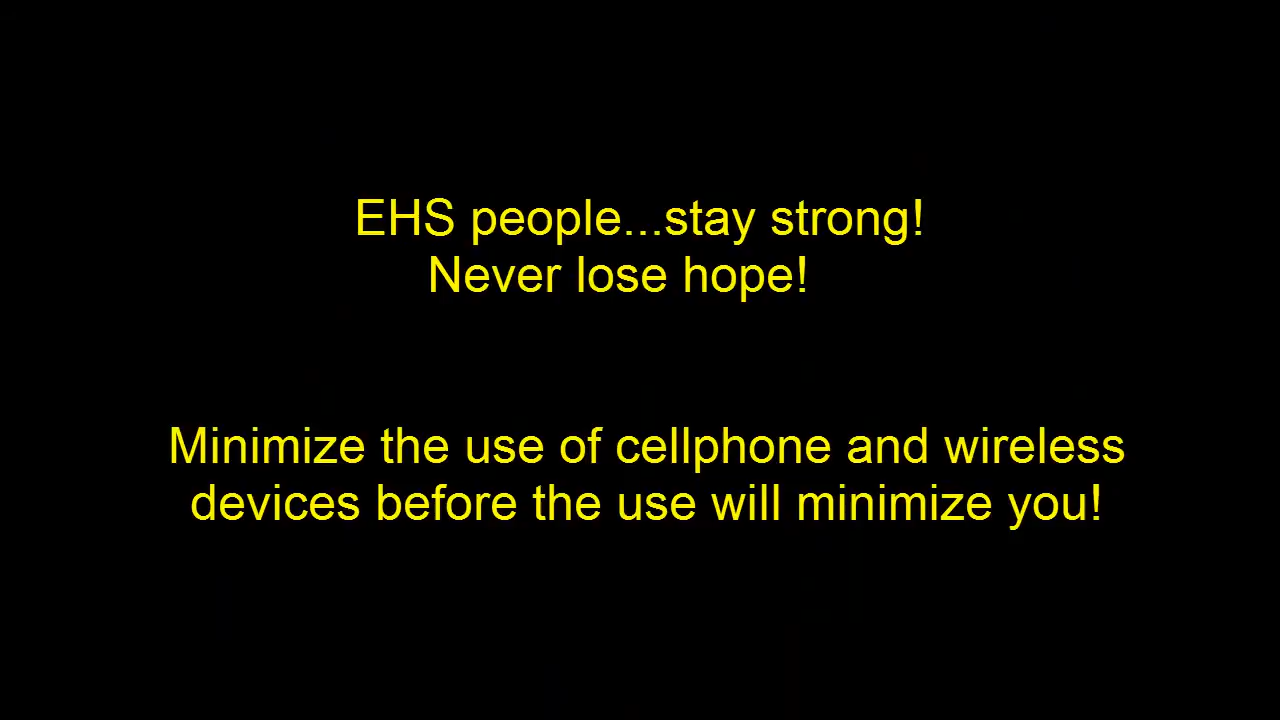 EHS people...stay strong!
Never lose hope!
Minimize the use of cellphone and wireless
devices before the use will minimize you!